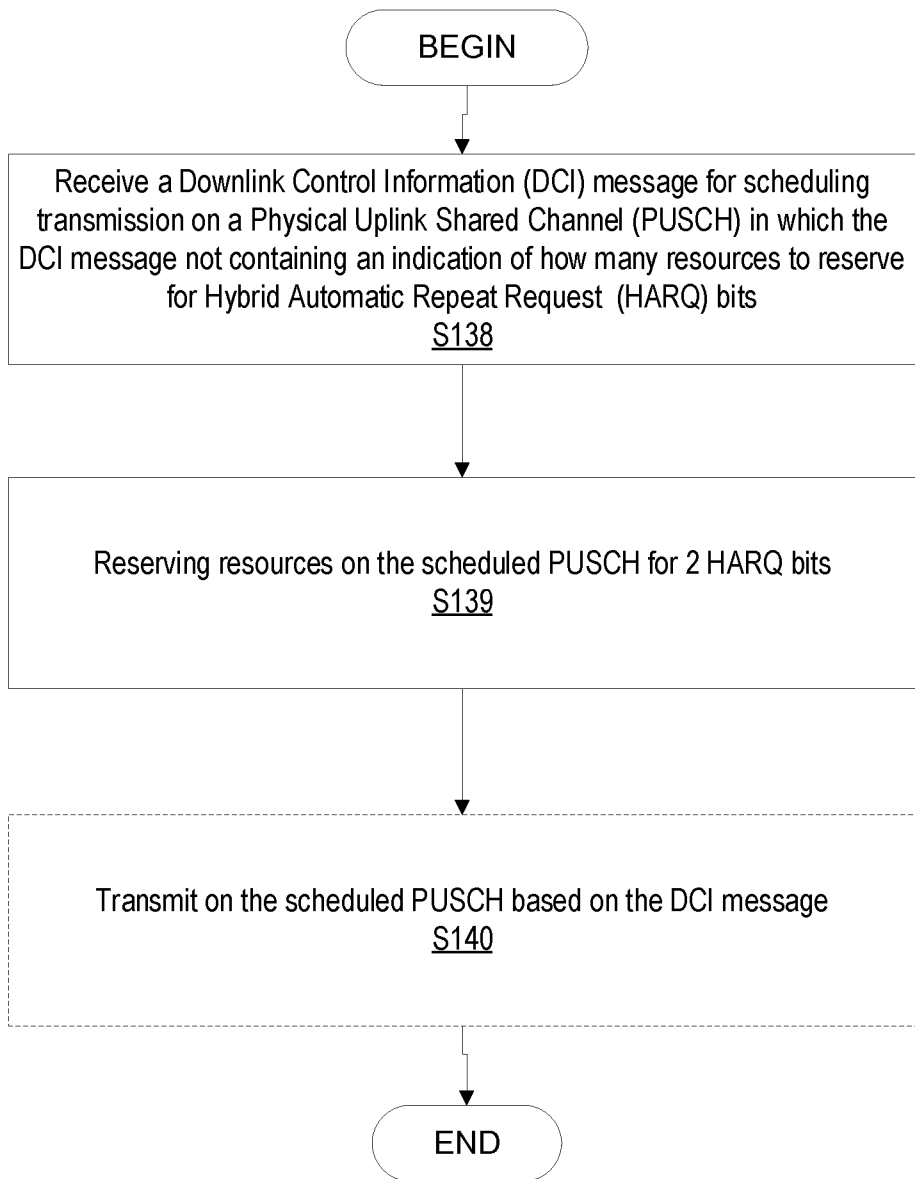 BEGIN
Receive a Downlink Control Information (DCI) message for scheduling
transmission on a Physical Uplink Shared Channel (PUSCH) in which the
DCI message not containing an indication of how many resources to reserve
for Hybrid Automatic Repeat Request (HARQ) bits
S138
Reserving resources on the scheduled PUSCH for 2 HARQ bits
S139
Transmit on the scheduled PUSCH based on the DCI message
S140
END